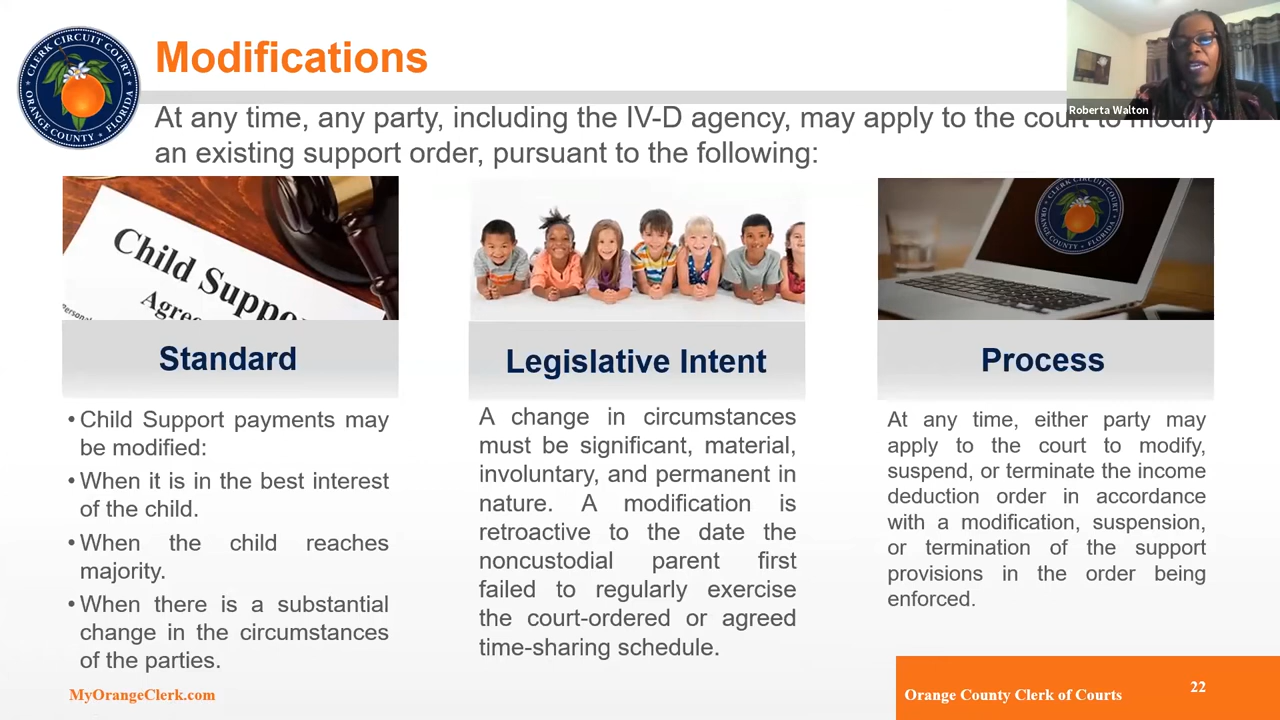 CLERK CIRCUIT COURT
ORANGE COUNTY FLORIDA
Modifications
Roberta Walton
At any time, any party, including the IV-D agency, may apply to the court to modify
an existing support order, pursuant to the following:
Child Suppo
Agre
Personal
CLERK CIRCUIT COURT
ORANGE COUNTY FLORIDA
Standard
• Child Support payments may
be modified:
• When it is in the best interest
of the child.
• When the child reaches
majority.
• When there is a substantial
change in the circumstances
of the parties.
Legislative Intent
A change in circumstances
must be significant, material,
involuntary, and permanent in
nature. A modification is
retroactive to the date the
noncustodial parent first
failed to regularly exercise
the court-ordered or agreed
time-sharing schedule.
Process
At any time, either party may
apply to the court to modify,
suspend, or terminate the income
deduction order in accordance
with a modification, suspension,
or termination of the support
provisions in the order being
enforced.
MyOrangeClerk.com
Orange County Clerk of Courts
22